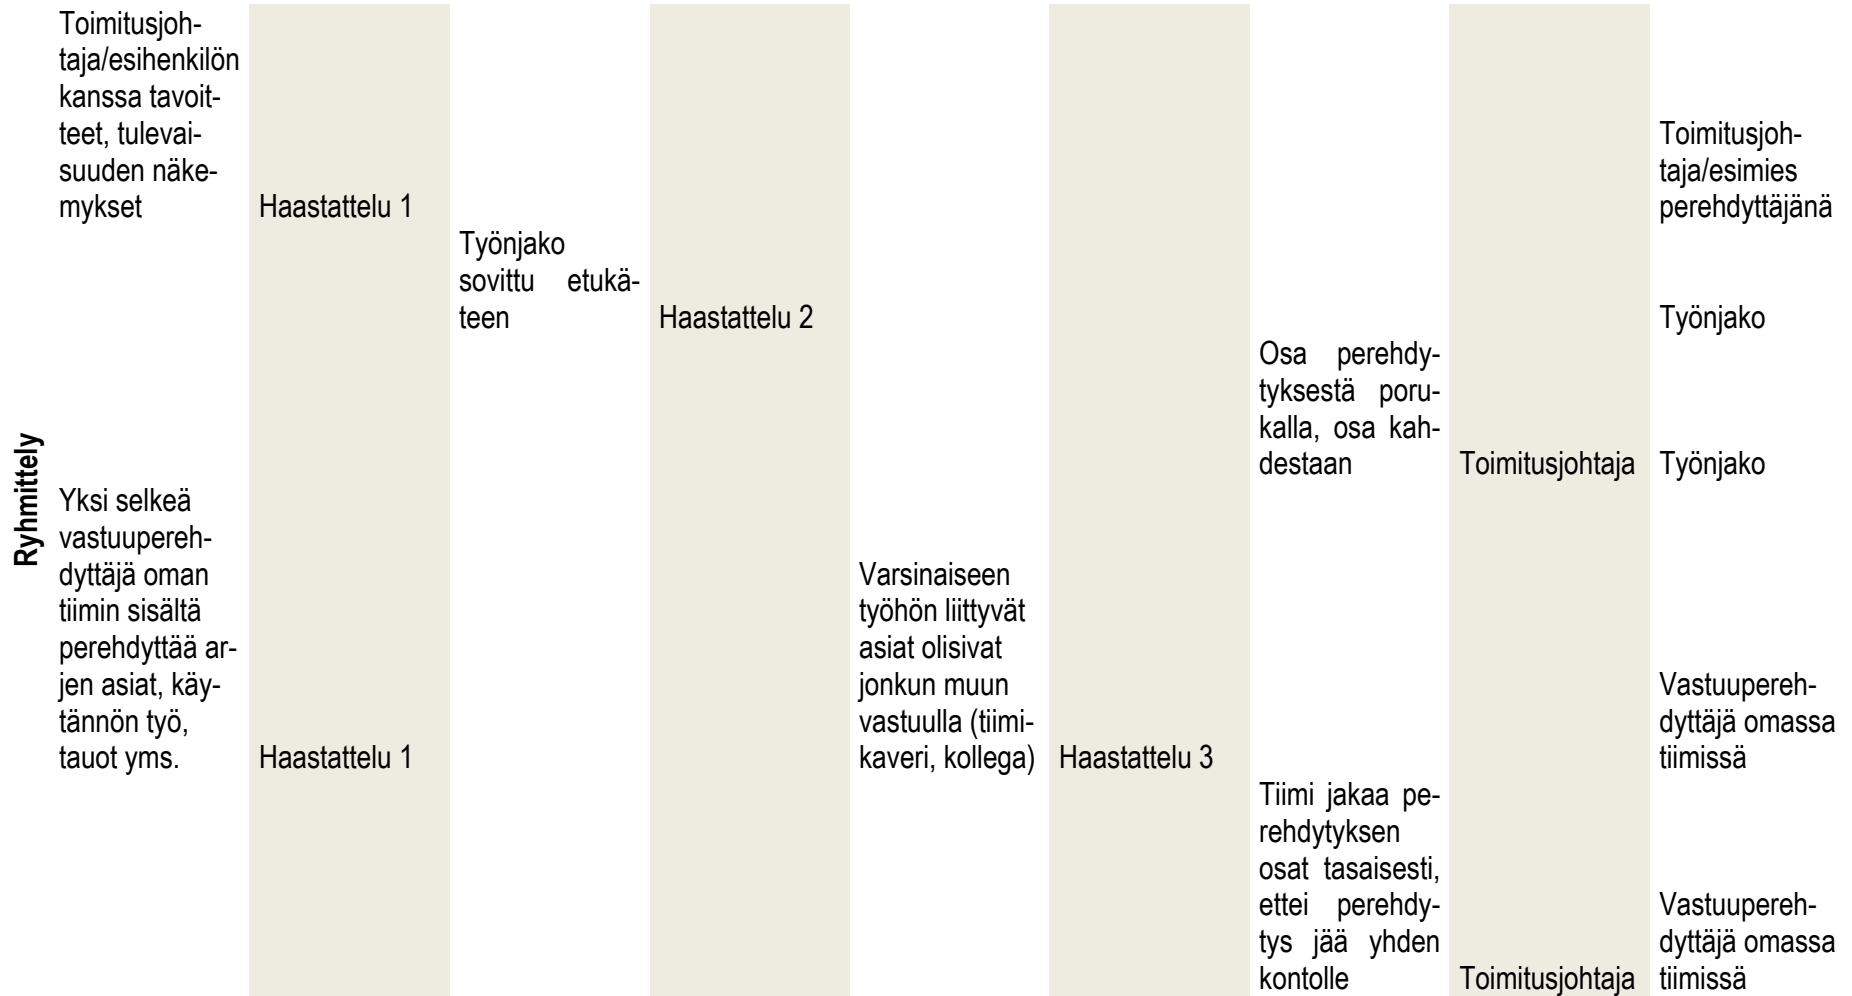 Ryhmittely
Toimitusjoh-
taja/esihenkilön
kanssa tavoit-
teet, tulevai-
suuden näke-
mykset
Haastattelu 1
Toimitusjoh-
taja/esimies
perehdyttäjänä
Työnjako
sovittu etukä-
teen
Haastattelu 2
Työnjako
Osa perehdy-
tyksestä poru-
kalla, osa kah-
destaan
Toimitusjohtaja
Työnjako
Yksi selkeä
vastuupereh-
dyttäjä oman
tiimin sisältä
perehdyttää ar-
jen asiat, käy-
tännön työ,
tauot yms.
Haastattelu 1
Varsinaiseen
työhön liittyvät
asiat olisivat
jonkun muun
vastuulla (tiimi-
kaveri, kollega)
Haastattelu 3
Vastuupereh-
dyttäjä omassa
tiimissä
Tiimi jakaa pe-
rehdytyksen
osat tasaisesti,
ettei perehdy-
tys jää yhden
kontolle
Toimitusjohtaja
Vastuupereh-
dyttäjä omassa
tiimissä